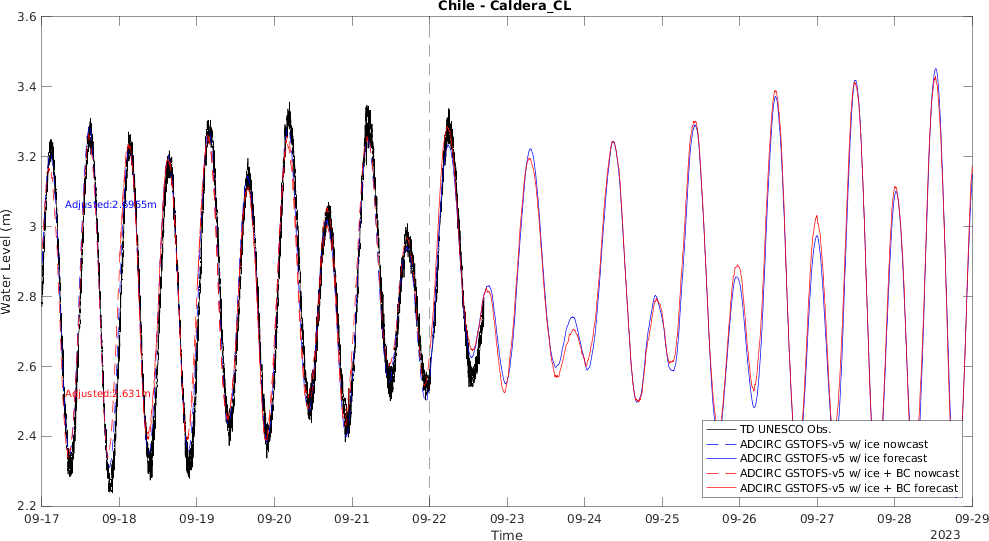 Chile - Caldera_CL
3.6
3.4
3.2
3
2.8
2.6
2.4
2.2
Water Level (m)
Adjusted:2.6965m
Adjusted:2.631m
TD UNESCO Obs.
ADCIRC GSTOFS-v5 w/ ice nowcast
ADCIRC GSTOFS-v5 w/ ice forecast
ADCIRC GSTOFS-v5 w/ ice + BC nowcast
ADCIRC GSTOFS-v5 w/ ice + BC forecast
09-17 09-18 09-19 09-20 09-21 09-22 09-23 09-24 09-25 09-26 09-27 09-28 09-29
Time
2023